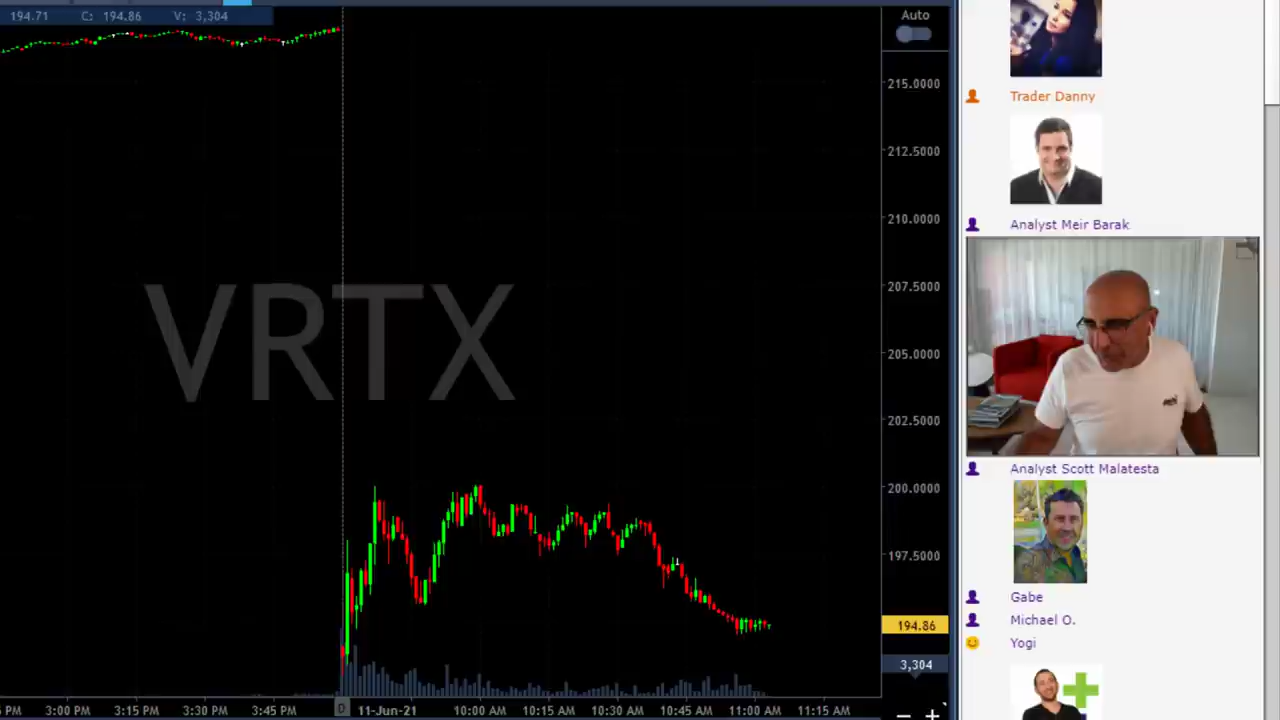 194.71 C: 194.86 V: 3,304
Auto
215.0000
212.5000
210.0000
207.5000
205.0000
202.5000
200.0000
197.5000
194.86
3,304
VRTX
PM 3:00 PM 3:15 PM 3:30 PM 3:45 PM D 11-Jun-21 10:00 AM 10:15 AM 10:30 AM 10:45 AM 11:00 AM 11:15 AM
Trader Danny
Analyst Meir Barak
Analyst Scott Malatesta
Gabe
Michael O.
Yogi